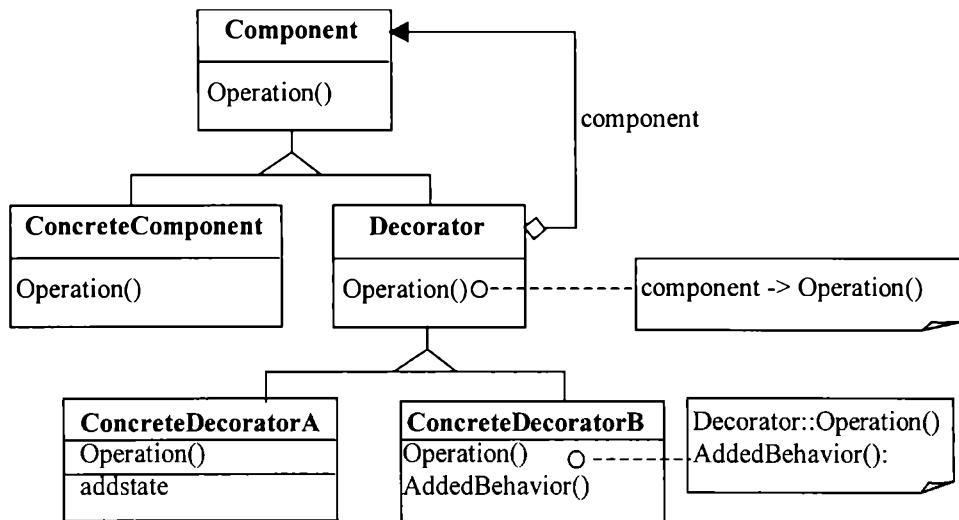 Component
Operation()
component
ConcreteComponent
Operation()
Decorator
Operation()
component -> Operation()
ConcreteDecoratorA
Operation()
addstate
ConcreteDecoratorB
Operation()
AddedBehavior()
Decorator::Operation()
AddedBehavior():